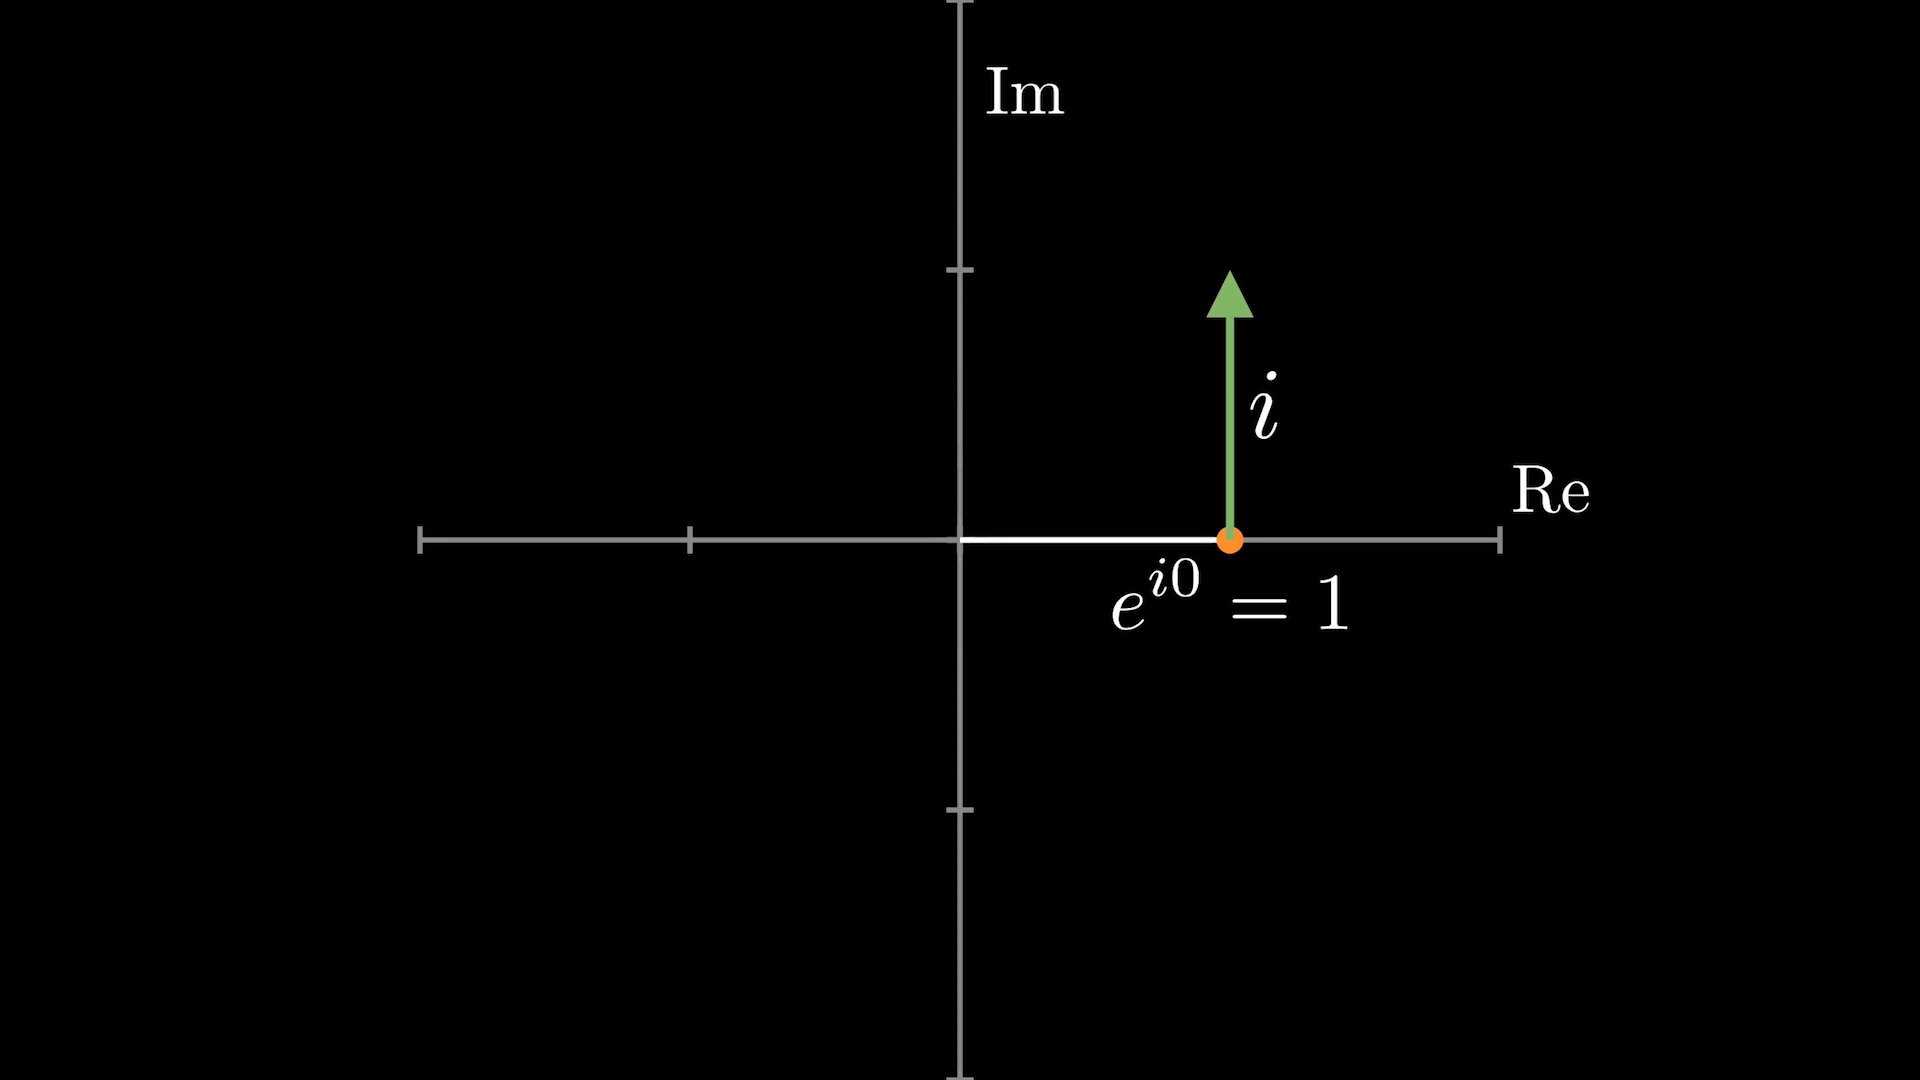 Im
i
Re
e^{i0} = 1